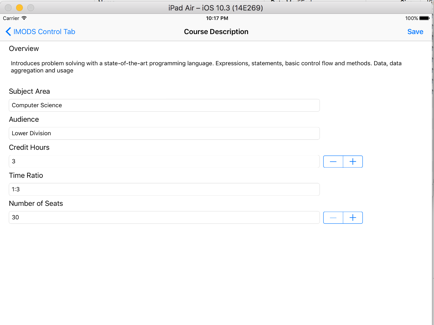 iPad Air – iOS 10.3 (14E269)
Carrier 10:17 PM 100%
IMODS Control Tab Course Description Save
Overview
Introduces problem solving with a state-of-the-art programming language. Expressions, statements, basic control flow and methods. Data, data
aggregation and usage
Subject Area
Computer Science
Audience
Lower Division
Credit Hours
3
Time Ratio
1:3
Number of Seats
30